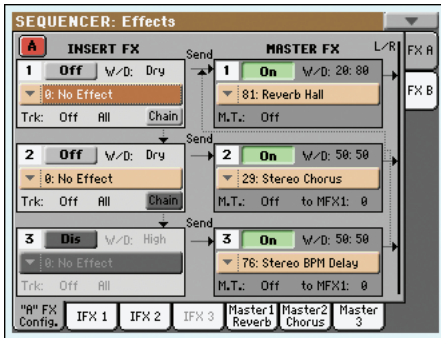 SEQUENCER: Effects
A INSERT FX Send MASTER FX L/R FX A
1 Off W/D: Dry 1 On W/D: 20:80
0: No Effect 81: Reverb Hall FX B
Trk: Off All Chain M.T.: Off
Send
2 Off W/D: Dry 2 On W/D: 50:50
0: No Effect 29: Stereo Chorus
Trk: Off All Chain M.T.: Off to MFX1: 0
Send
3 Dis W/D: High 3 On W/D: 50:50
0: No Effect 76: Stereo BPM Delay
Trk: Off All M.T.: Off to MFX1: 0
"A" FX Config. IFX 1 IFX 2 IFX 3 Master1 Reverb Master2 Chorus Master 3